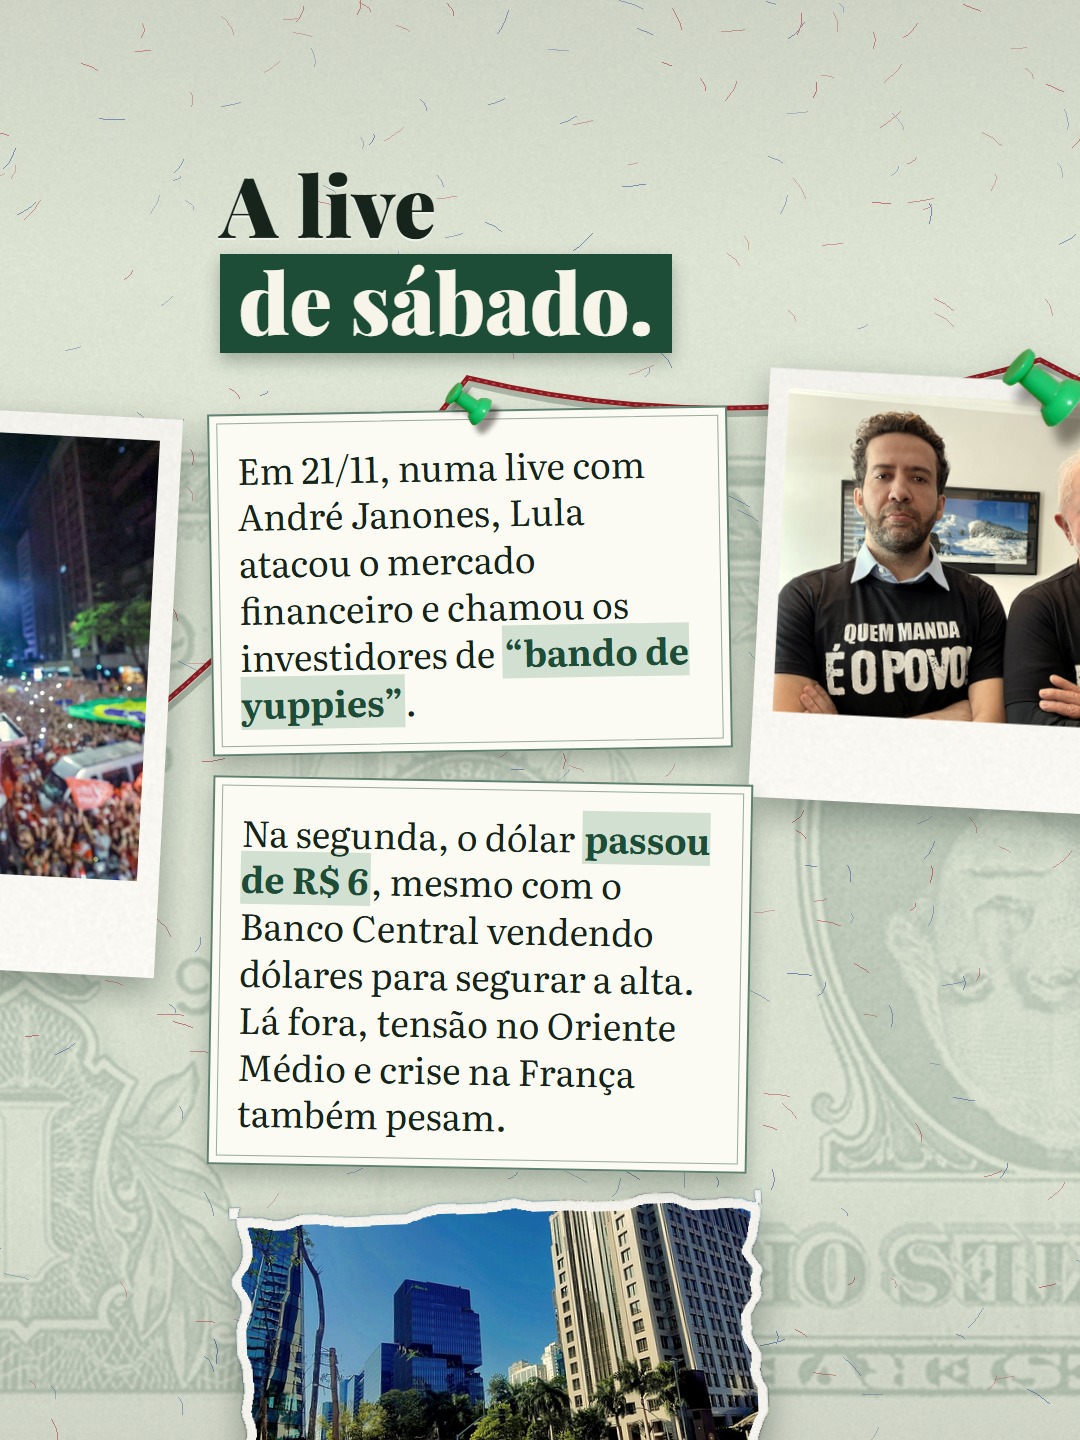 A live
de sábado.
Em 21/11, numa live com
André Janones, Lula
atacou o mercado
financeiro e chamou os
investidores de “bando de
yuppies”.
QUEM MANDA
É O POVO!
Na segunda, o dólar passou
de R$ 6, mesmo com o
Banco Central vendendo
dólares para segurar a alta.
Lá fora, tensão no Oriente
Médio e crise na França
também pesam.